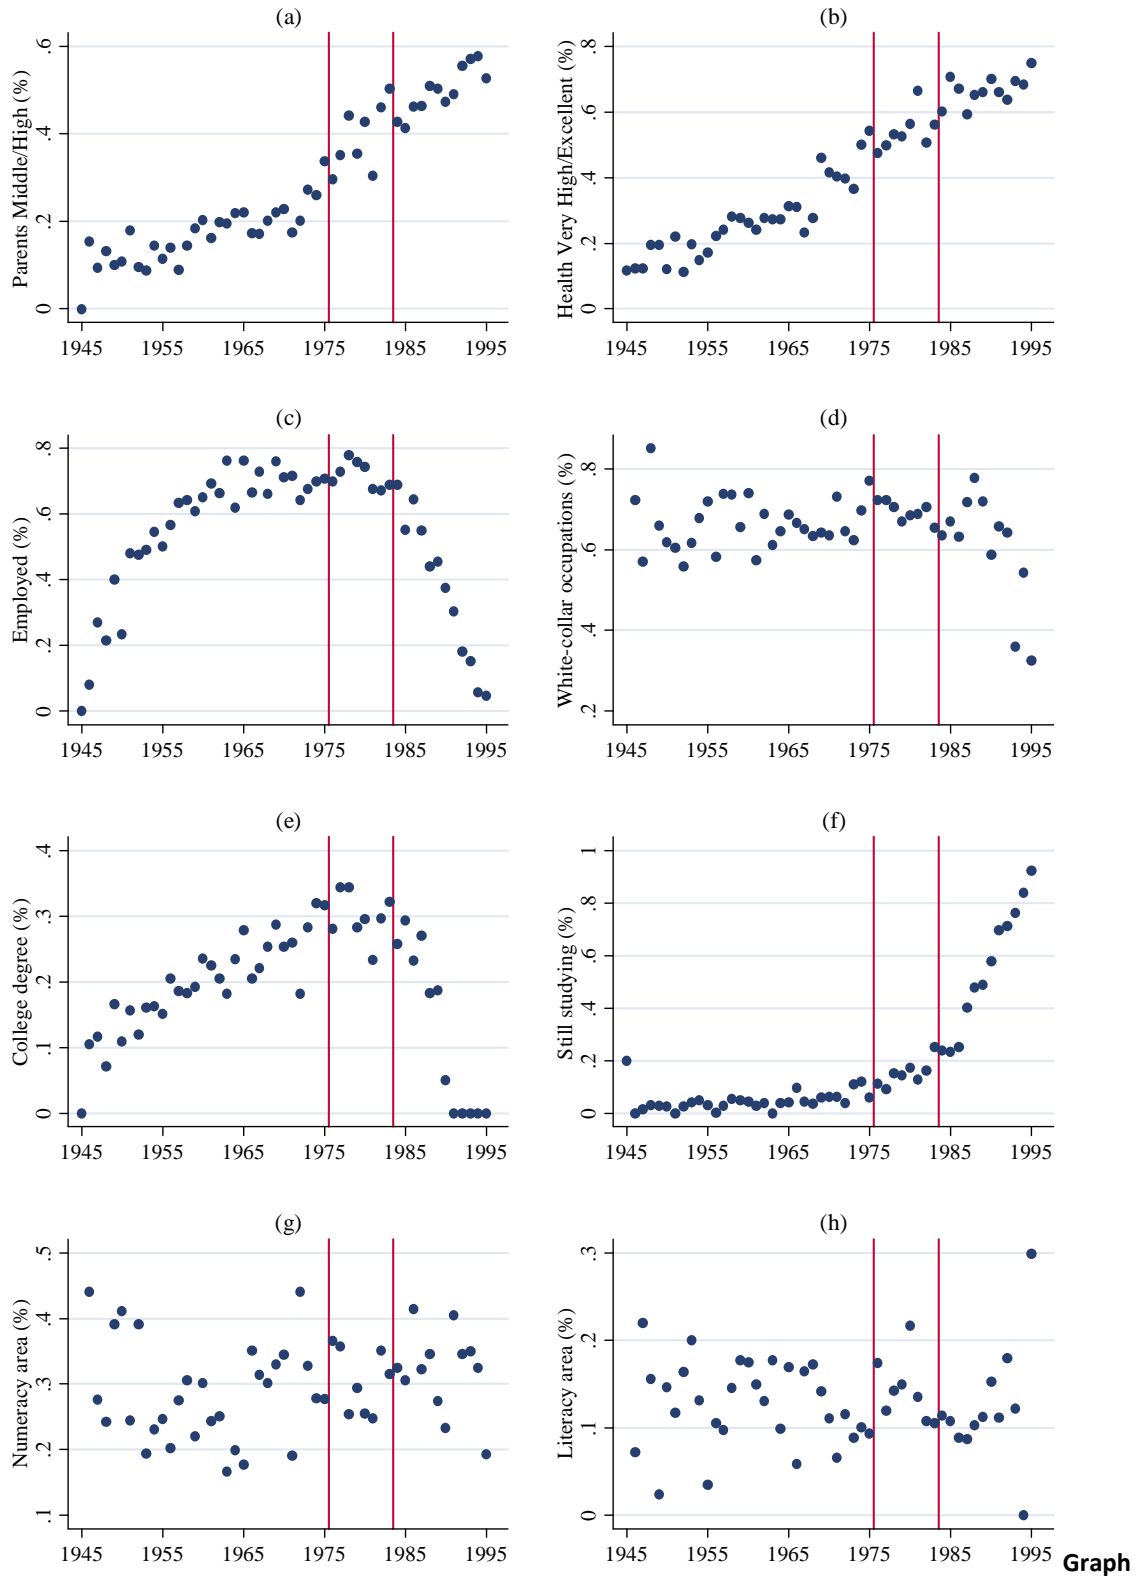 (a)
Parents Middle/High (%)
.6
.4
.2
0
1945 1955 1965 1975 1985 1995
(b)
Health Very High/Excellent (%)
.8
.6
.4
.2
0
1945 1955 1965 1975 1985 1995
(c)
Employed (%)
.8
.6
.4
.2
0
1945 1955 1965 1975 1985 1995
(d)
White-collar occupations (%)
.8
.6
.4
.2
1945 1955 1965 1975 1985 1995
(e)
College degree (%)
.4
.3
.2
.1
0
1945 1955 1965 1975 1985 1995
(f)
Still studying (%)
1
.8
.6
.4
.2
0
1945 1955 1965 1975 1985 1995
(g)
Numeracy area (%)
.5
.4
.3
.2
.1
1945 1955 1965 1975 1985 1995
(h)
Literacy area (%)
.3
.2
.1
0
1945 1955 1965 1975 1985 1995
Graph